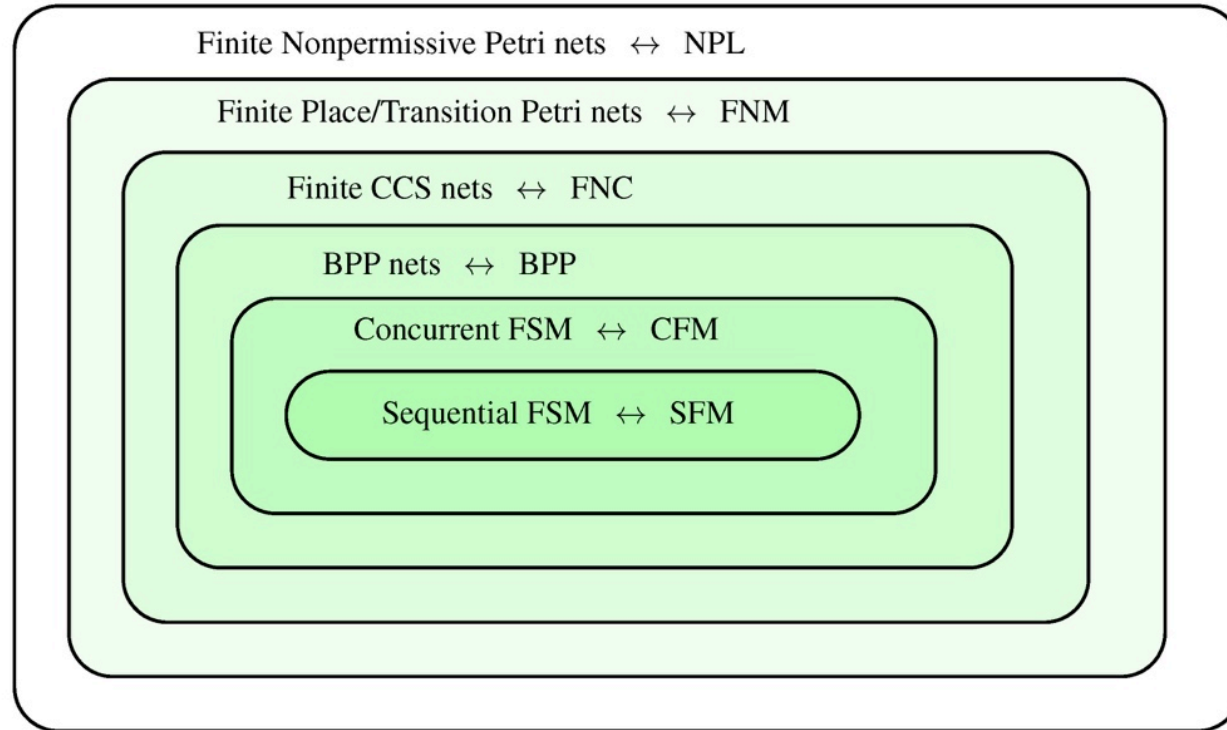 Finite Nonpermissive Petri nets ↔ NPL
Finite Place/Transition Petri nets ↔ FNM
Finite CCS nets ↔ FNC
BPP nets ↔ BPP
Concurrent FSM ↔ CFM
Sequential FSM ↔ SFM